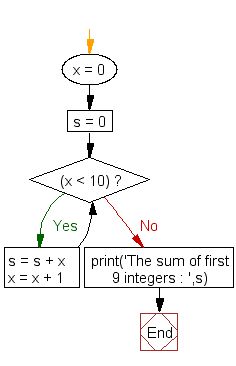 x = 0
s = 0
(x < 10) ?
Yes
No
s = s + x
x = x + 1
print('The sum of first
9 integers : ',s)
End